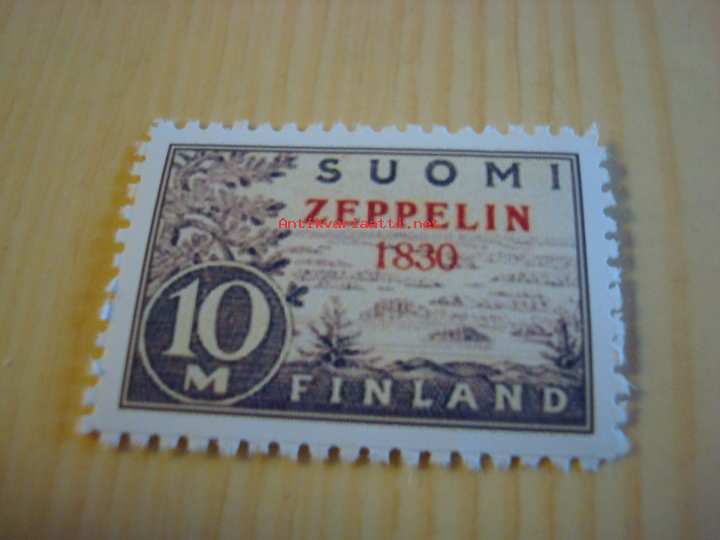 SUOMI
ZEPPELIN
Antikvariaatti.net
1830
10
M
FINLAND